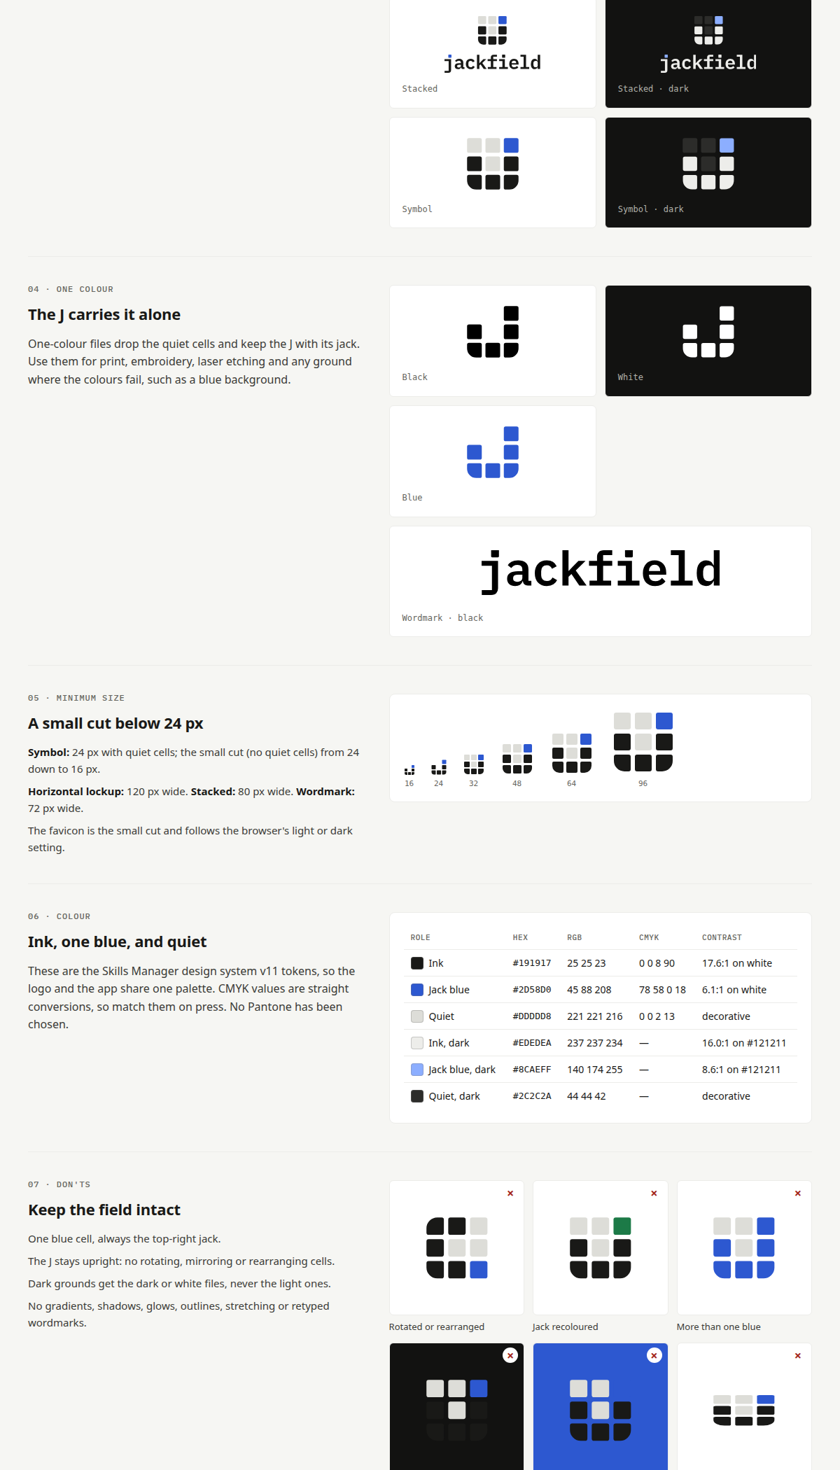 jackfield
jackfield
Stacked
Stacked · dark
Symbol
Symbol · dark
04 · ONE COLOUR
The J carries it alone
One-colour files drop the quiet cells and keep the J with its jack.
Use them for print, embroidery, laser etching and any ground
where the colours fail, such as a blue background.
Black
White
Blue
jackfield
Wordmark · black
05 · MINIMUM SIZE
A small cut below 24 px
Symbol: 24 px with quiet cells; the small cut (no quiet cells) from 24
down to 16 px.
Horizontal lockup: 120 px wide. Stacked: 80 px wide. Wordmark:
72 px wide.
The favicon is the small cut and follows the browser's light or dark
setting.
16 24 32 48 64 96
06 · COLOUR
Ink, one blue, and quiet
These are the Skills Manager design system v11 tokens, so the
logo and the app share one palette. CMYK values are straight
conversions, so match them on press. No Pantone has been
chosen.
ROLE HEX RGB CMYK CONTRAST
Ink #191917 25 25 23 0 0 8 90 17.6:1 on white
Jack blue #2D58D0 45 88 208 78 58 0 18 6.1:1 on white
Quiet #DDDDD8 221 221 216 0 0 2 13 decorative
Ink, dark #EDEDEA 237 237 234 — 16.0:1 on #121211
Jack blue, dark #8CAEFF 140 174 255 — 8.6:1 on #121211
Quiet, dark #2C2C2A 44 44 42 — decorative
07 · DON'TS
Keep the field intact
One blue cell, always the top-right jack.
The J stays upright: no rotating, mirroring or rearranging cells.
Dark grounds get the dark or white files, never the light ones.
No gradients, shadows, glows, outlines, stretching or retyped
wordmarks.
× × ×
Rotated or rearranged
Jack recoloured
More than one blue
× × ×